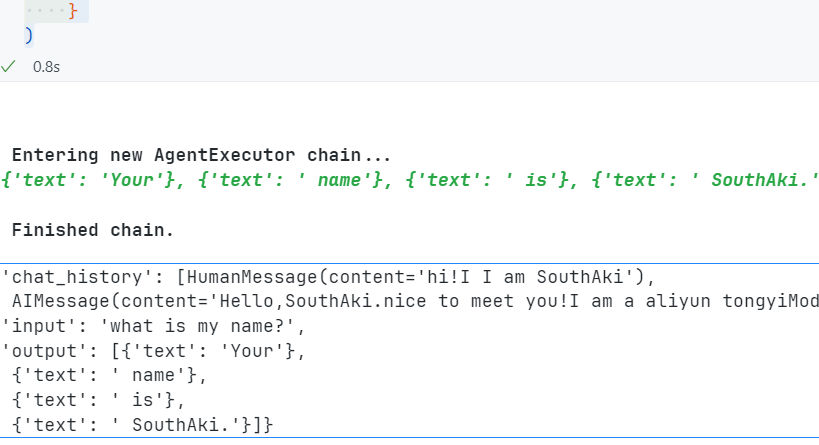 }
)
0.8s
Entering new AgentExecutor chain...
{'text': 'Your'}, {'text': ' name'}, {'text': ' is'}, {'text': ' SouthAki.'
Finished chain.
'chat_history': [HumanMessage(content='hi!I I am SouthAki'),
AIMessage(content='Hello,SouthAki.nice to meet you!I am a aliyun tongyiMod
'input': 'what is my name?',
'output': [{'text': 'Your'},
{'text': ' name'},
{'text': ' is'},
{'text': ' SouthAki.'}]}